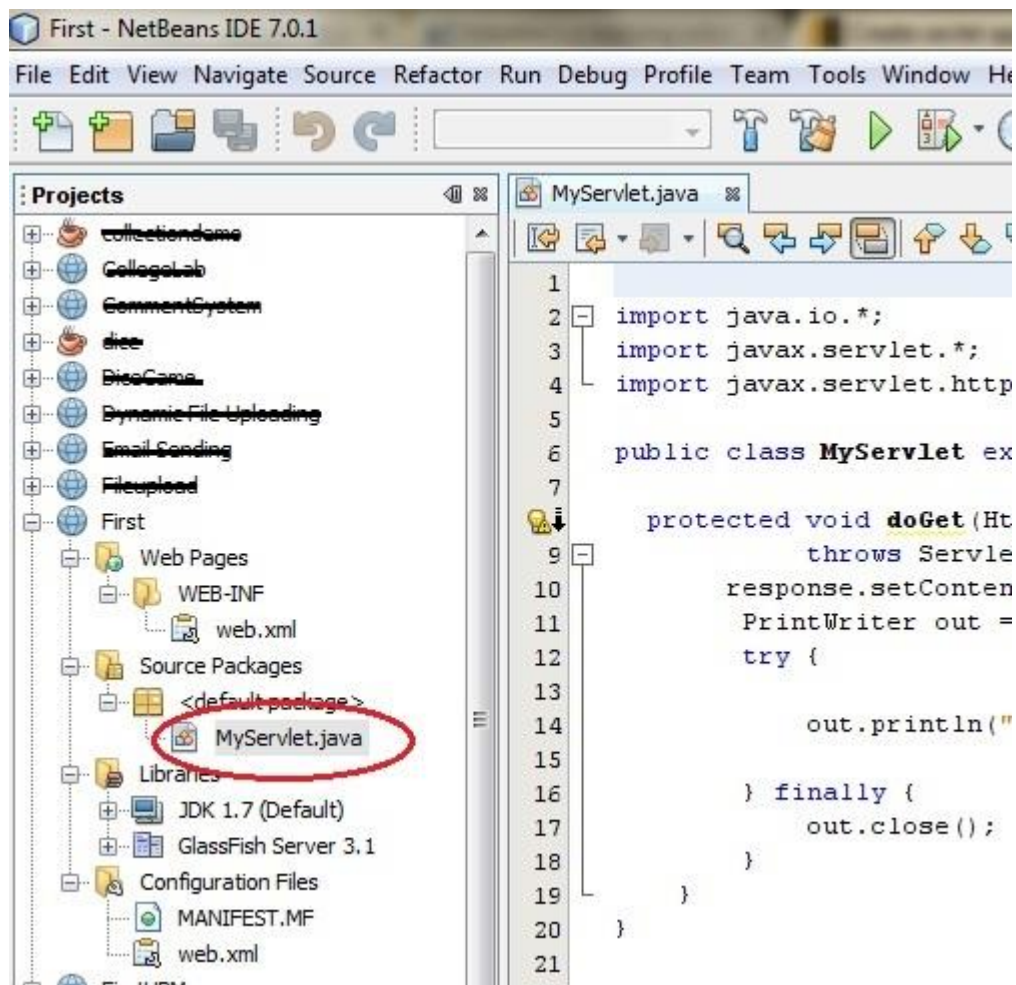 First - NetBeans IDE 7.0.1
File Edit View Navigate Source Refactor Run Debug Profile Team Tools Window He
Projects
collectiondemo
CollegeLab
CommentSystem
dice
DiceGame
Dynamic File Uploading
Email Sending
Fileupload
First
Web Pages
WEB-INF
web.xml
Source Packages
<default package>
MyServlet.java
Libraries
JDK 1.7 (Default)
GlassFish Server 3.1
Configuration Files
MANIFEST.MF
web.xml
MyServlet.java
1
2 import java.io.*;
3 import javax.servlet.*;
4 import javax.servlet.http
5
6 public class MyServlet ex
7
protected void doGet(Ht
9 throws Servle
10 response.setConten
11 PrintWriter out =
12 try {
13
14 out.println("
15
16 } finally {
17 out.close();
18 }
19 }
20 }
21